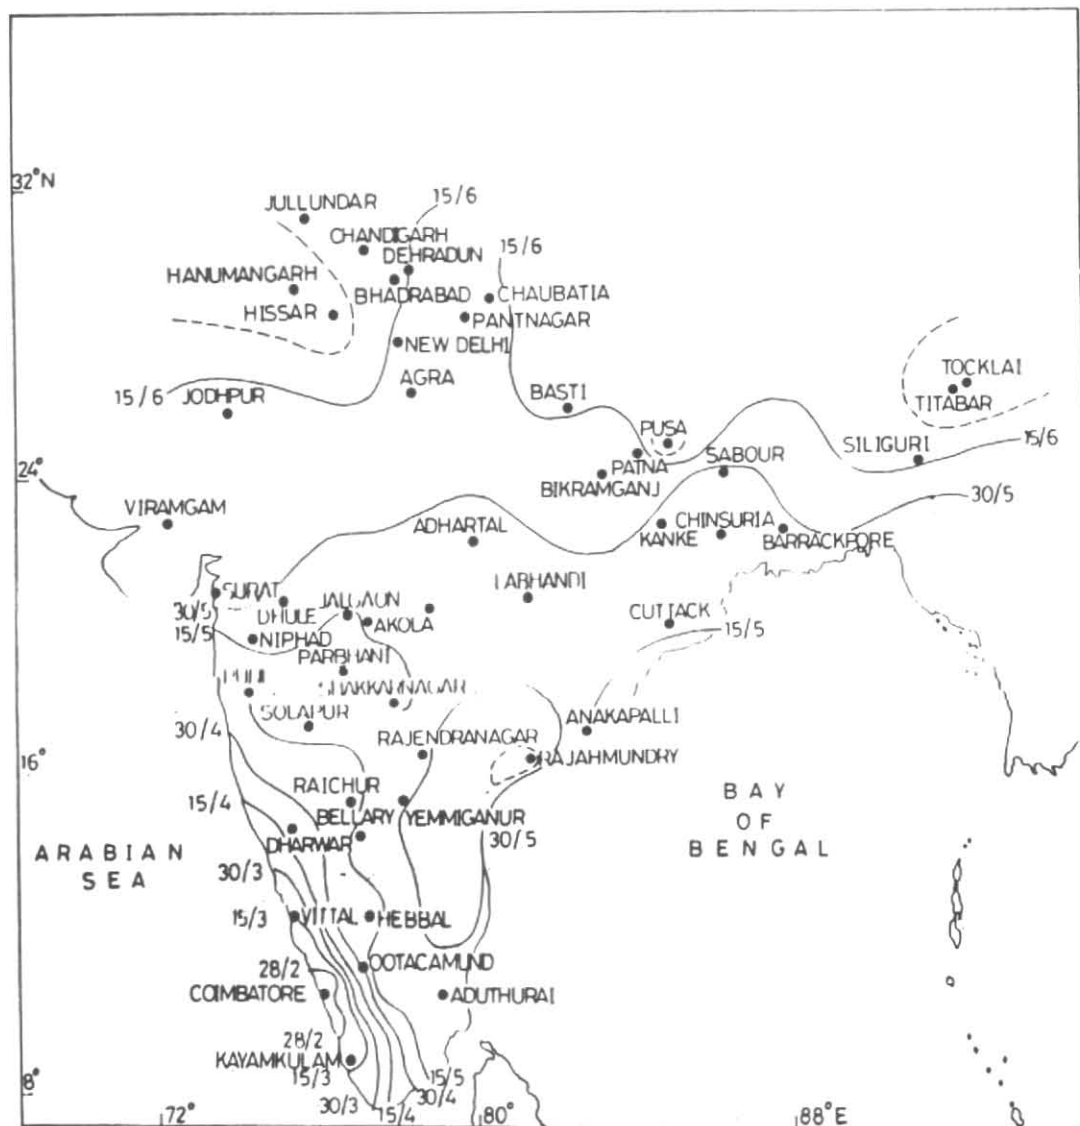 32°N
JULLUNDAR
15/6
CHANDIGARH
DEHRADUN
15/6
HANUMANGARH
BHADRABAD
CHAUBATIA
HISSAR
PANTNAGAR
NEW DELHI
AGRA
TOCKLAI
15/6
JODHPUR
BASTI
TITABAR
PUSA
15/6
SILIGURI
24°
PATNA
SABOUR
BIKRAMGANJ
30/5
VIRAMGAM
ADHARTAL
CHINSURIA
KANKE
BARRACKPORE
LABHANDI
SURAT
30/5
DHULE
JALGAON
CUTTACK
15/5
NIPHAD
AKOLA
15/5
PARBHANI
SHAKKARNAGAR
SOLAPUR
ANAKAPALLI
30/4
RAJENDRANAGAR
16°
RAJAHMUNDRY
RAICHUR
15/4
BELLARY YEMMIGANUR
BAY
OF
BENGAL
DHARWAR
30/5
ARABIAN
SEA
30/3
15/3
VITTAL
HEBBAL
28/2
OOTACAMUND
COIMBATORE
ADUTHURAI
28/2
KAYAMKULAM
15/3
15/5
8°
30/3
30/4
72°
15/4
80°
88°E